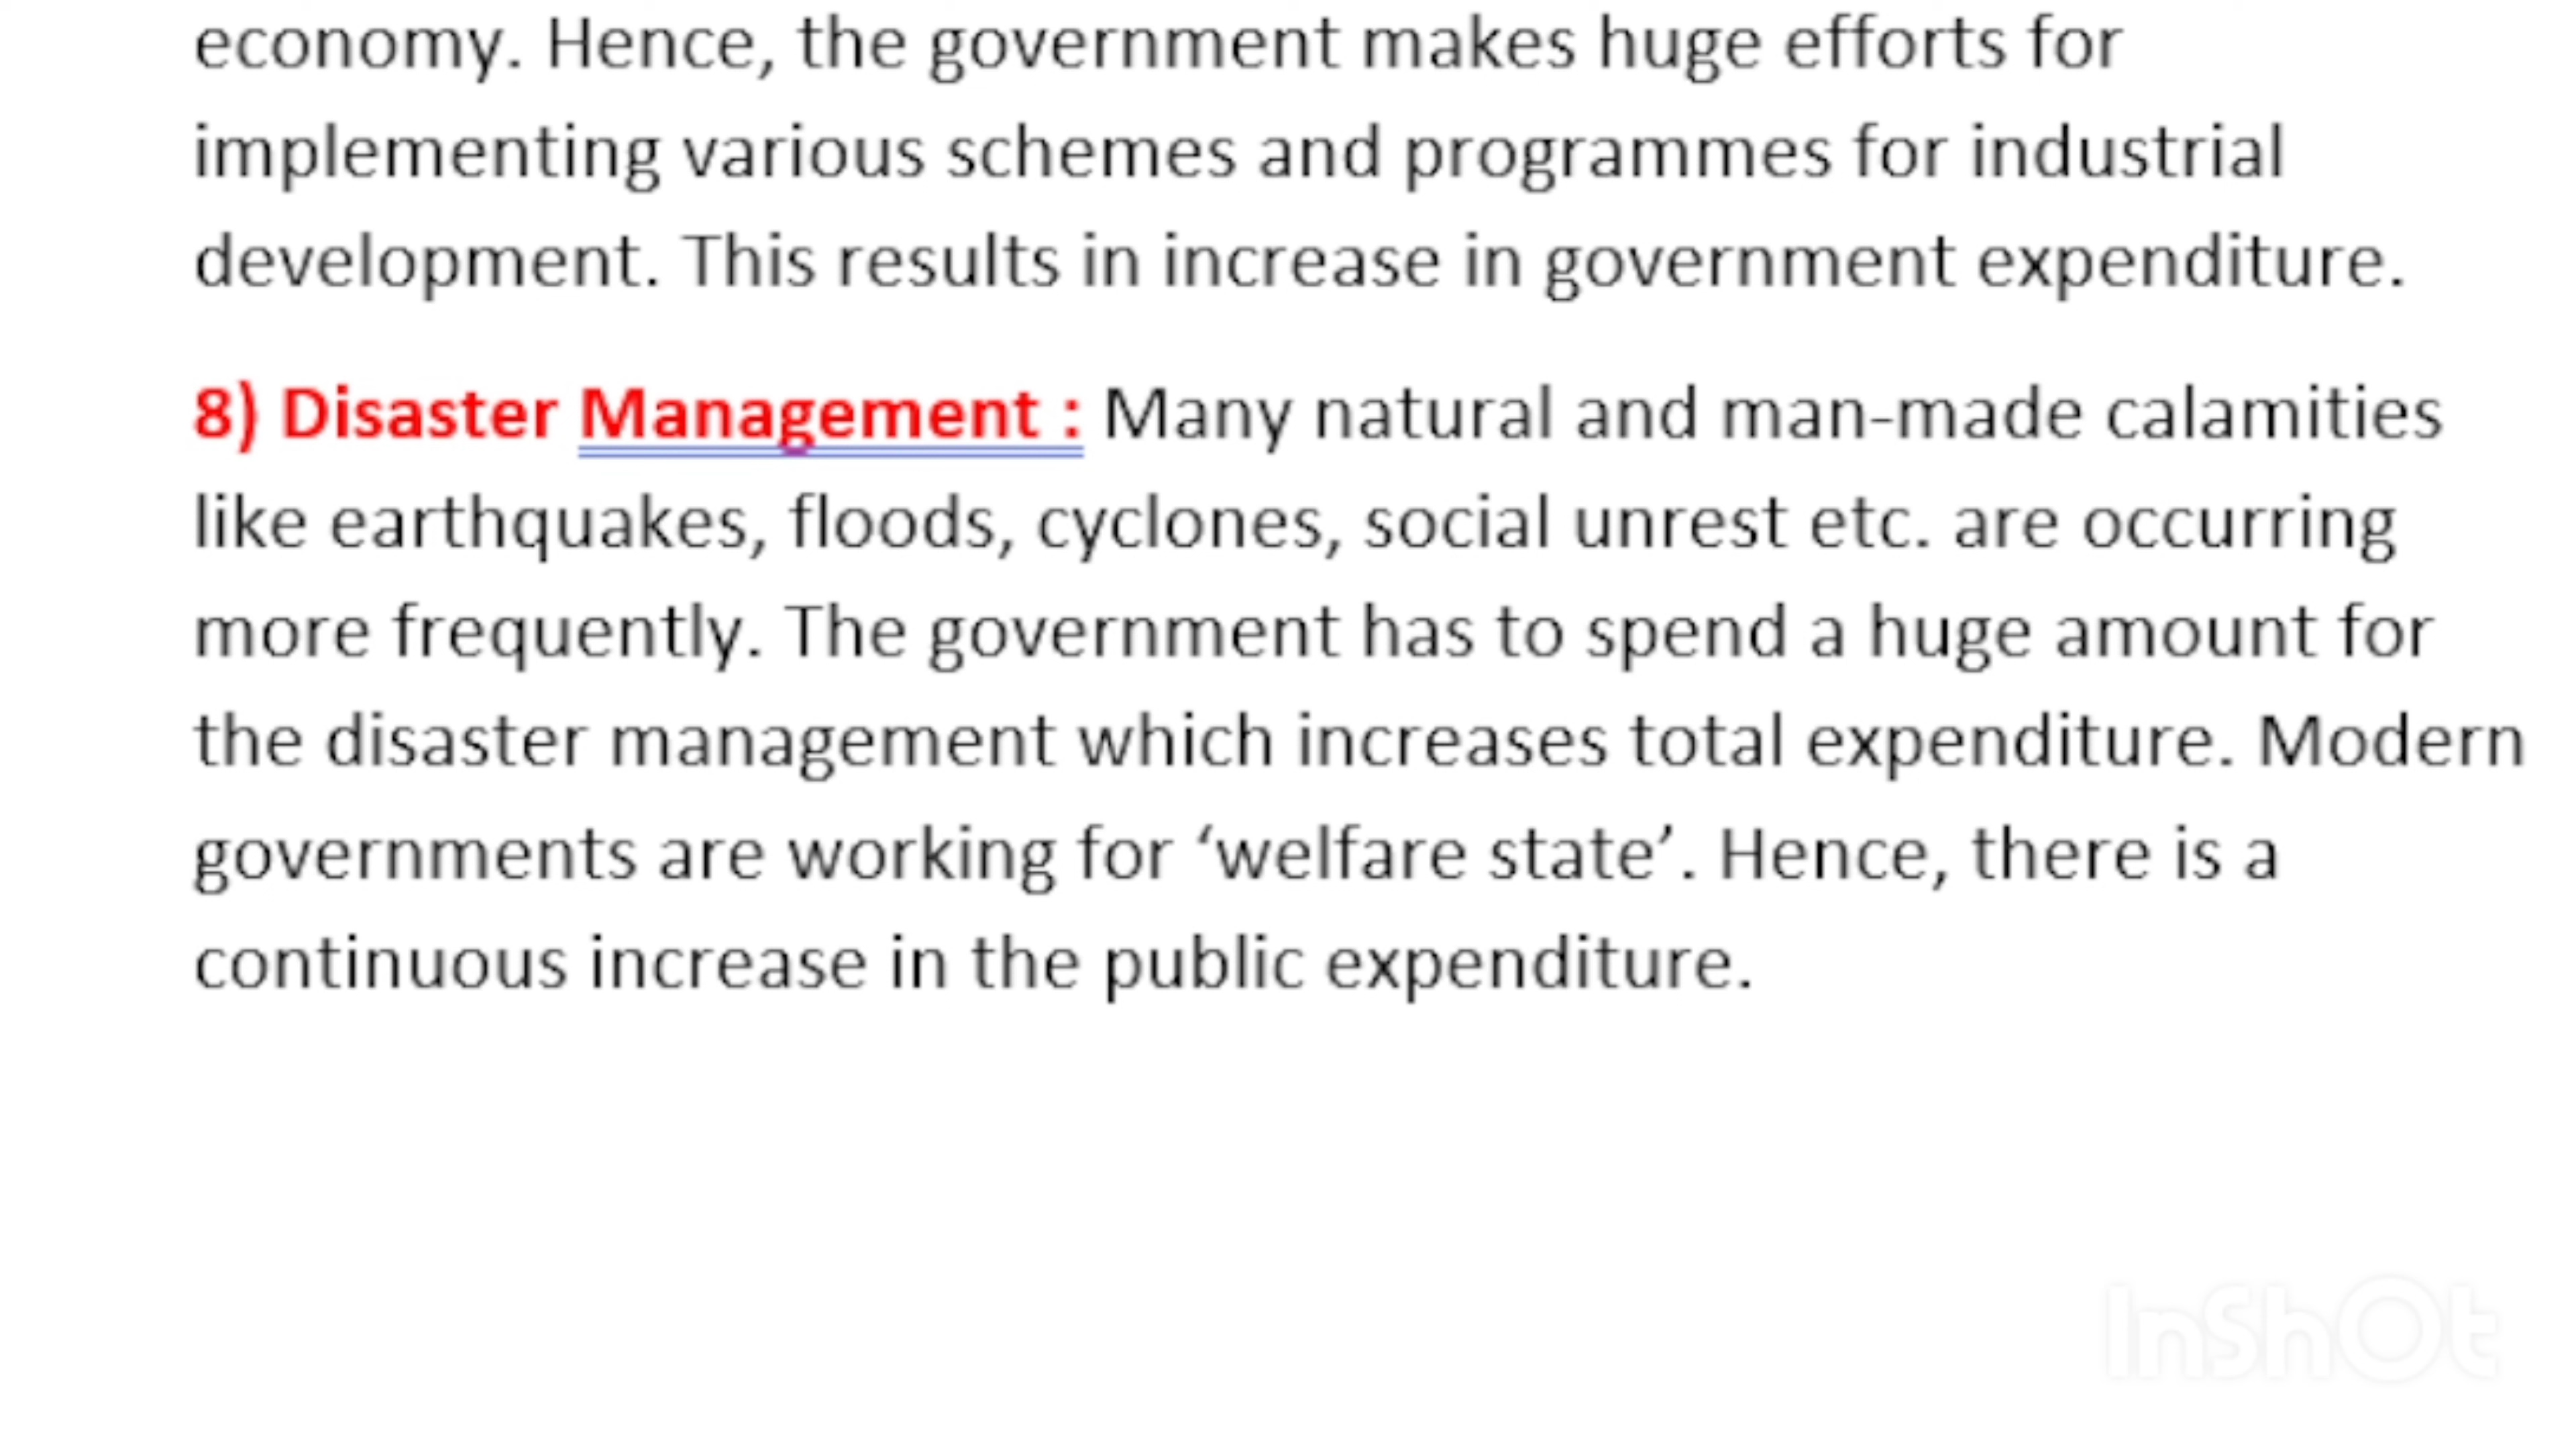 economy. Hence, the government makes huge efforts for
implementing various schemes and programmes for industrial
development. This results in increase in government expenditure.
8) Disaster Management : Many natural and man-made calamities
like earthquakes, floods, cyclones, social unrest etc. are occurring
more frequently. The government has to spend a huge amount for
the disaster management which increases total expenditure. Modern
governments are working for ‘welfare state’. Hence, there is a
continuous increase in the public expenditure.
InShOt